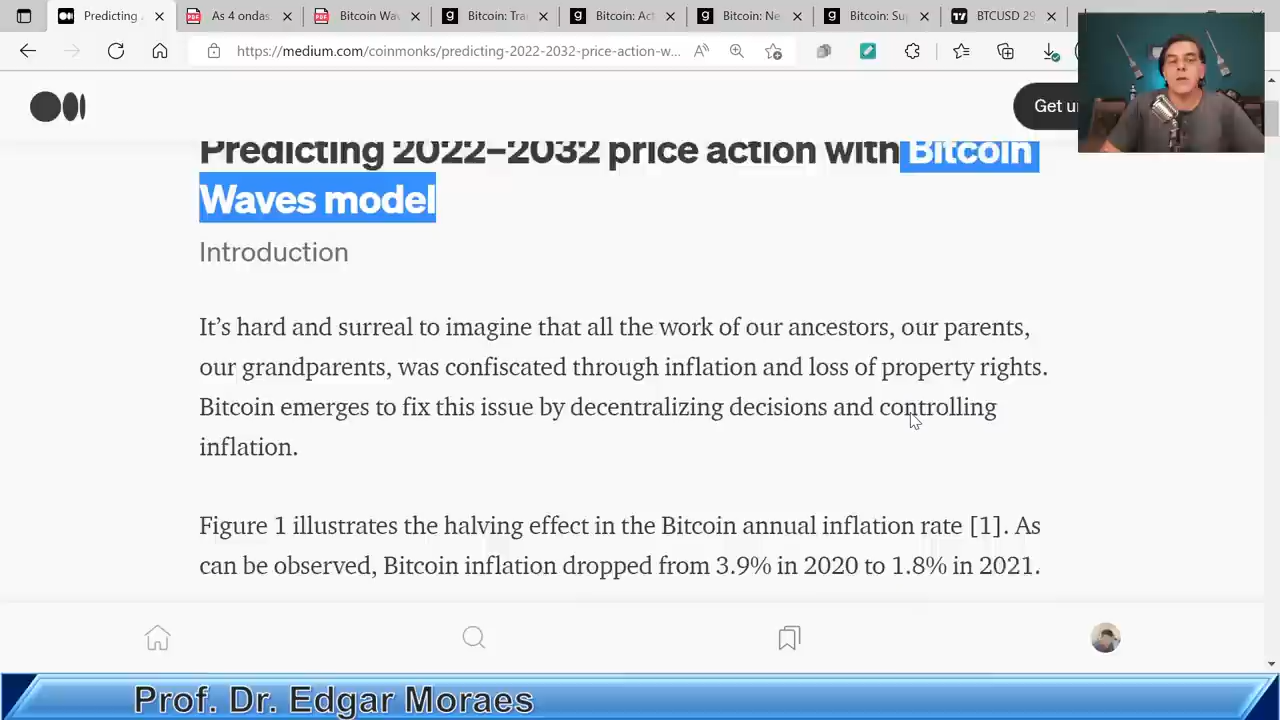 Predicting
As 4 ondas.
Bitcoin Wav
Bitcoin: Tra
Bitcoin: Act
Bitcoin: Ne
Bitcoin: Su
BTCUSD 29
https://medium.com/coinmonks/predicting-2022-2032-price-action-w...
Get
Predicting 2022–2032 price action with Bitcoin
Waves model
Introduction
It's hard and surreal to imagine that all the work of our ancestors, our parents,
our grandparents, was confiscated through inflation and loss of property rights.
Bitcoin emerges to fix this issue by decentralizing decisions and controlling
inflation.
Figure 1 illustrates the halving effect in the Bitcoin annual inflation rate [1]. As
can be observed, Bitcoin inflation dropped from 3.9% in 2020 to 1.8% in 2021.
Prof. Dr. Edgar Moraes